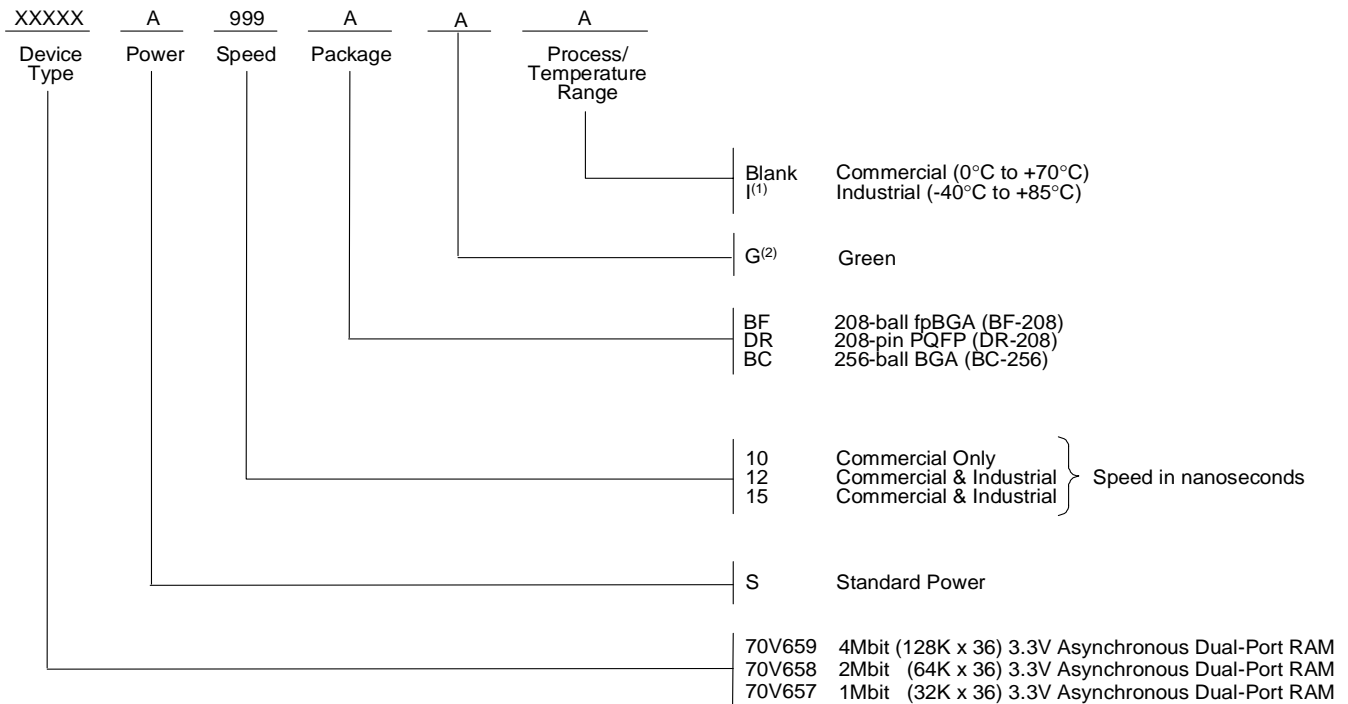 XXXXX A 999 A A A
Device Type
Power
Speed
Package
Process/
Temperature
Range
Blank Commercial (0°C to +70°C)
I(1) Industrial (-40°C to +85°C)
G(2) Green
BF 208-ball fpBGA (BF-208)
DR 208-pin PQFP (DR-208)
BC 256-ball BGA (BC-256)
10 Commercial Only
12 Commercial & Industrial
15 Commercial & Industrial
Speed in nanoseconds
S Standard Power
70V659 4Mbit (128K x 36) 3.3V Asynchronous Dual-Port RAM
70V658 2Mbit (64K x 36) 3.3V Asynchronous Dual-Port RAM
70V657 1Mbit (32K x 36) 3.3V Asynchronous Dual-Port RAM